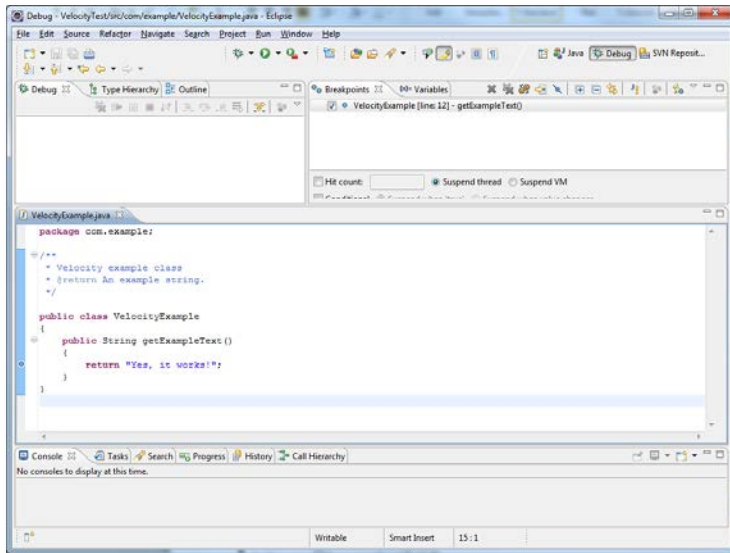 Debug - VelocityTest/src/com/example/VelocityExample.java - Eclipse
File Edit Source Refactor Navigate Search Project Run Window Help
Java Debug SVN Reposit...
Debug Type Hierarchy Outline
Breakpoints Variables
VelocityExample [line: 12] - getExampleText()
Hit count: Suspend thread Suspend VM
VelocityExample.java
package com.example;
/**
* Velocity example class
* @return An example string.
*/
public class VelocityExample
{
public String getExampleText()
{
return "Yes, it works!";
}
}
Console Tasks Search Progress History Call Hierarchy
No consoles to display at this time.
Writable Smart Insert 15:1